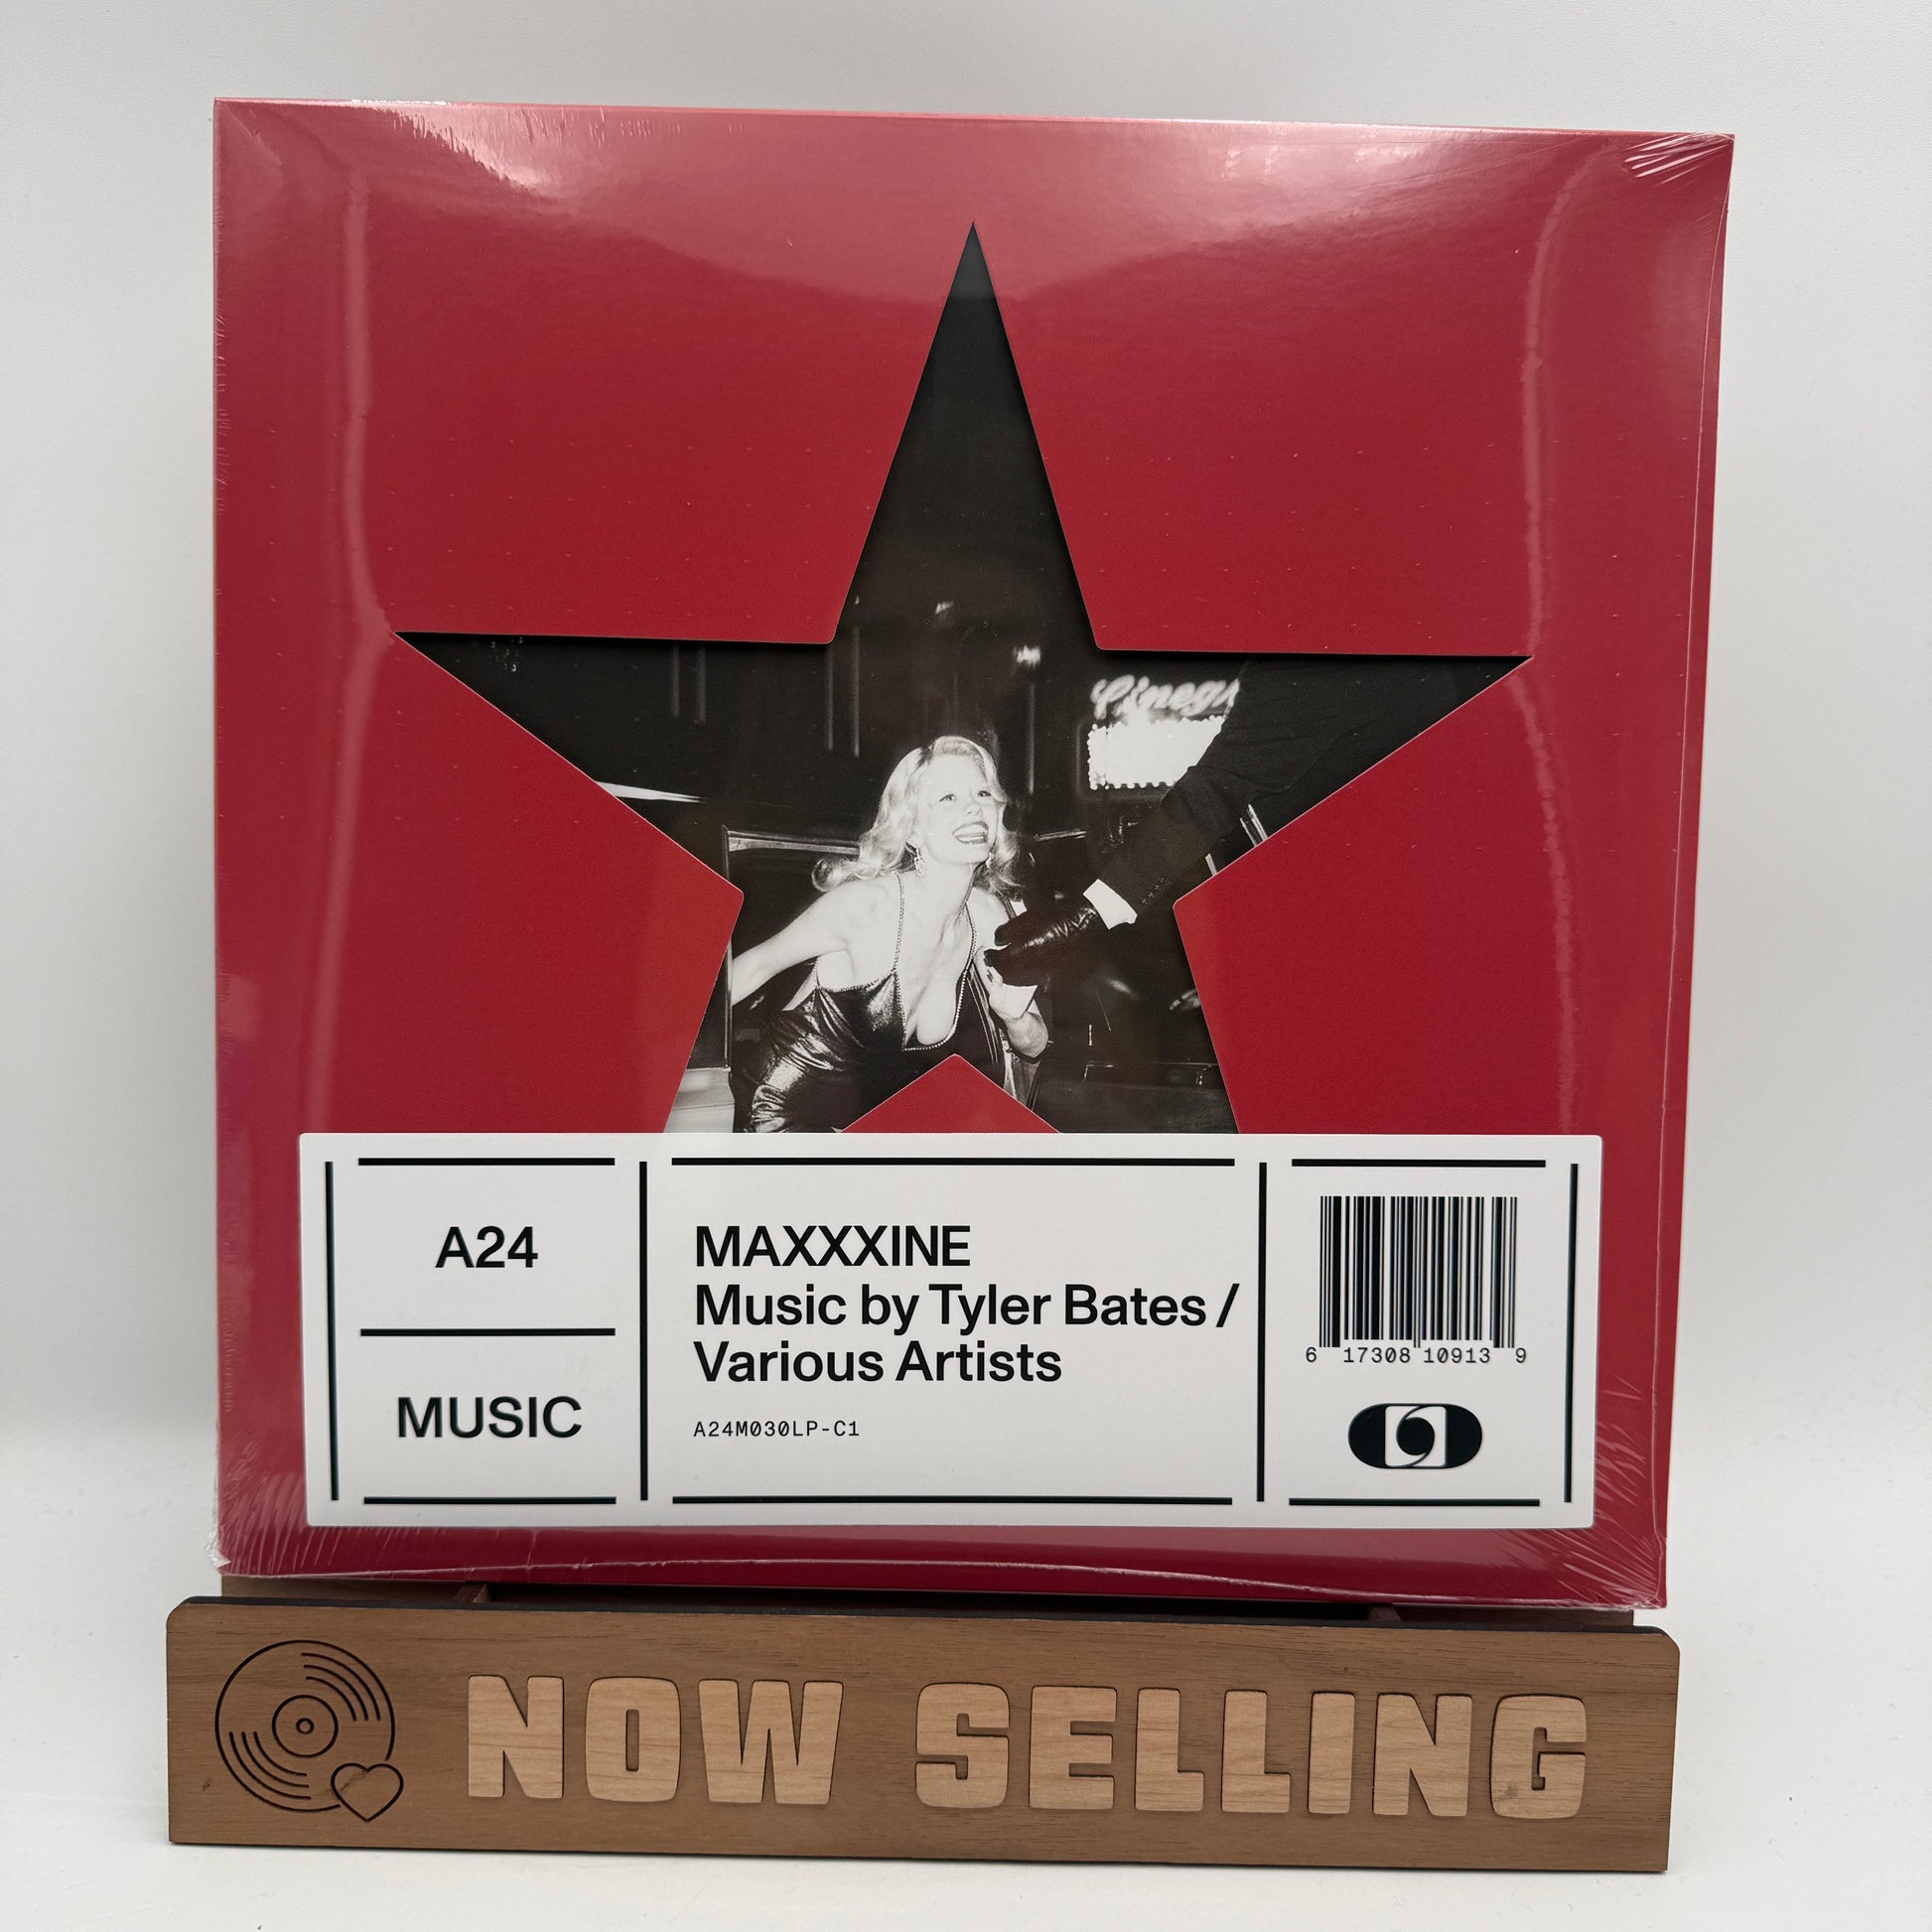 A24
MUSIC
MAXXXINE
Music by Tyler Bates /
Various Artists
A24M030LP-C1
6 17308 10913 9
NOW SELLING